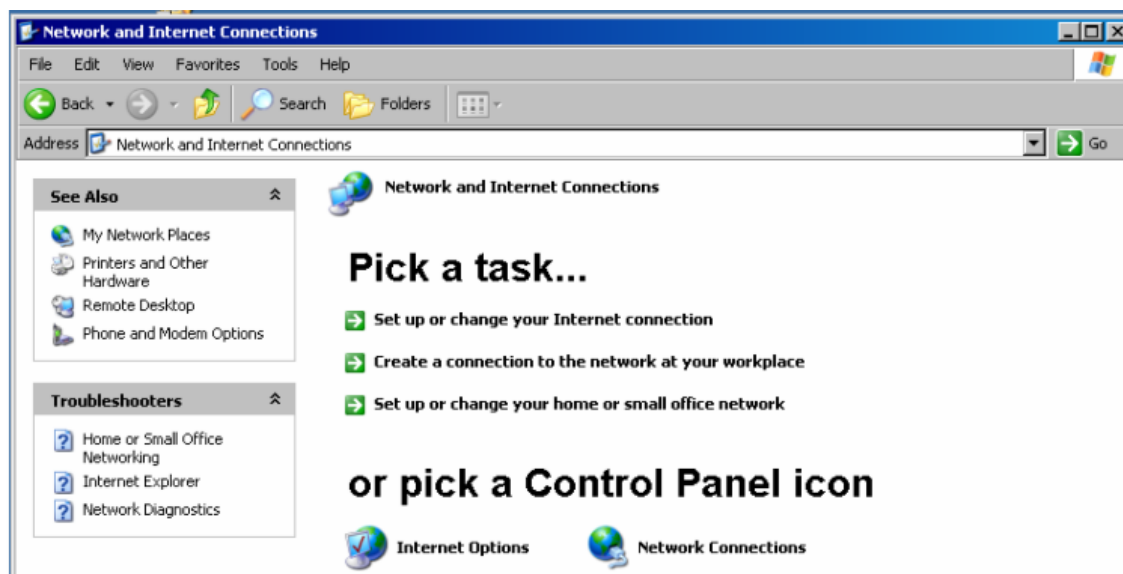 Network and Internet Connections
File Edit View Favorites Tools Help
Back Search Folders
Address Network and Internet Connections Go
See Also
My Network Places
Printers and Other
Hardware
Remote Desktop
Phone and Modem Options
Troubleshooters
Home or Small Office
Networking
Internet Explorer
Network Diagnostics
Network and Internet Connections
Pick a task...
Set up or change your Internet connection
Create a connection to the network at your workplace
Set up or change your home or small office network
or pick a Control Panel icon
Internet Options Network Connections